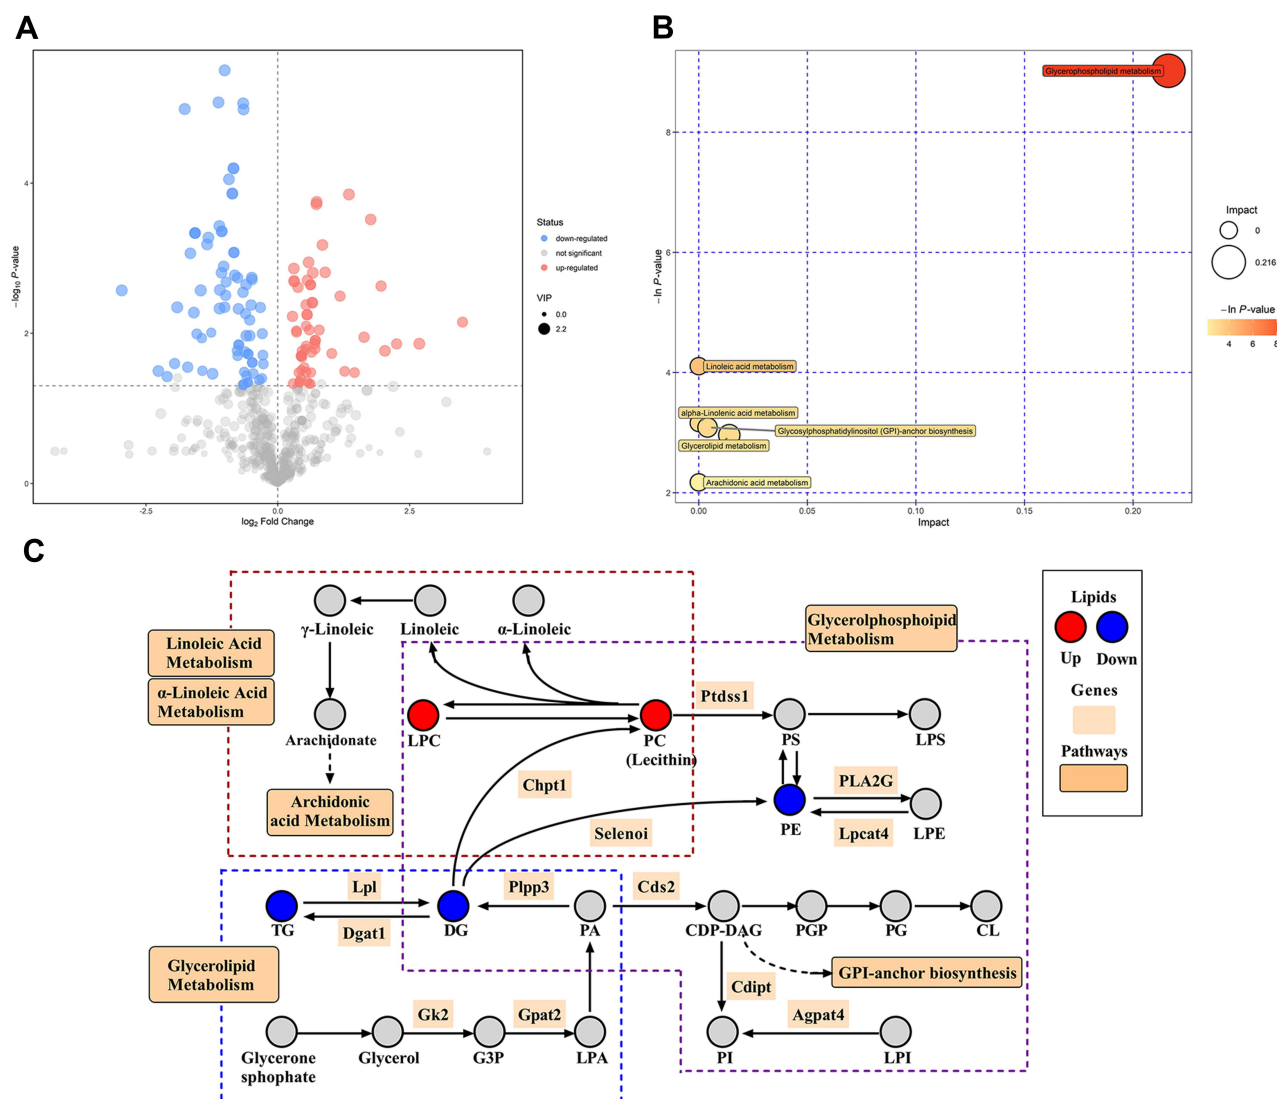 A
− log10 P-value
4
2
0
-2.5
0.0
2.5
log2 Fold Change
Status
down-regulated
not significant
up-regulated
VIP
0.0
2.2
B
− ln P-value
8
6
4
2
Glycerophospholipid metabolism
Linoleic acid metabolism
alpha-Linolenic acid metabolism
Glycosylphosphatidylinositol (GPI)-anchor biosynthesis
Glycerolipid metabolism
Arachidonic acid metabolism
0.00
0.05
0.10
0.15
0.20
Impact
Impact
0
0.216
− ln P-value
4
6
8
C
γ-Linoleic
Linoleic
α-Linoleic
Linoleic Acid
Metabolism
α-Linoleic Acid
Metabolism
Glycerolphosphoipid
Metabolism
Arachidonate
LPC
PC
(Lecithin)
Ptdss1
PS
LPS
Archidonic
acid Metabolism
Chpt1
Selenoi
PLA2G
PE
Lpcat4
LPE
Lpl
TG
Dgat1
DG
Plpp3
PA
Cds2
CDP-DAG
PGP
PG
CL
Glycerolipid
Metabolism
GPI-anchor biosynthesis
Cdipt
Gk2
Gpat2
Agpat4
Glycerone
sphophate
Glycerol
G3P
LPA
PI
LPI
Lipids
Up
Down
Genes
Pathways